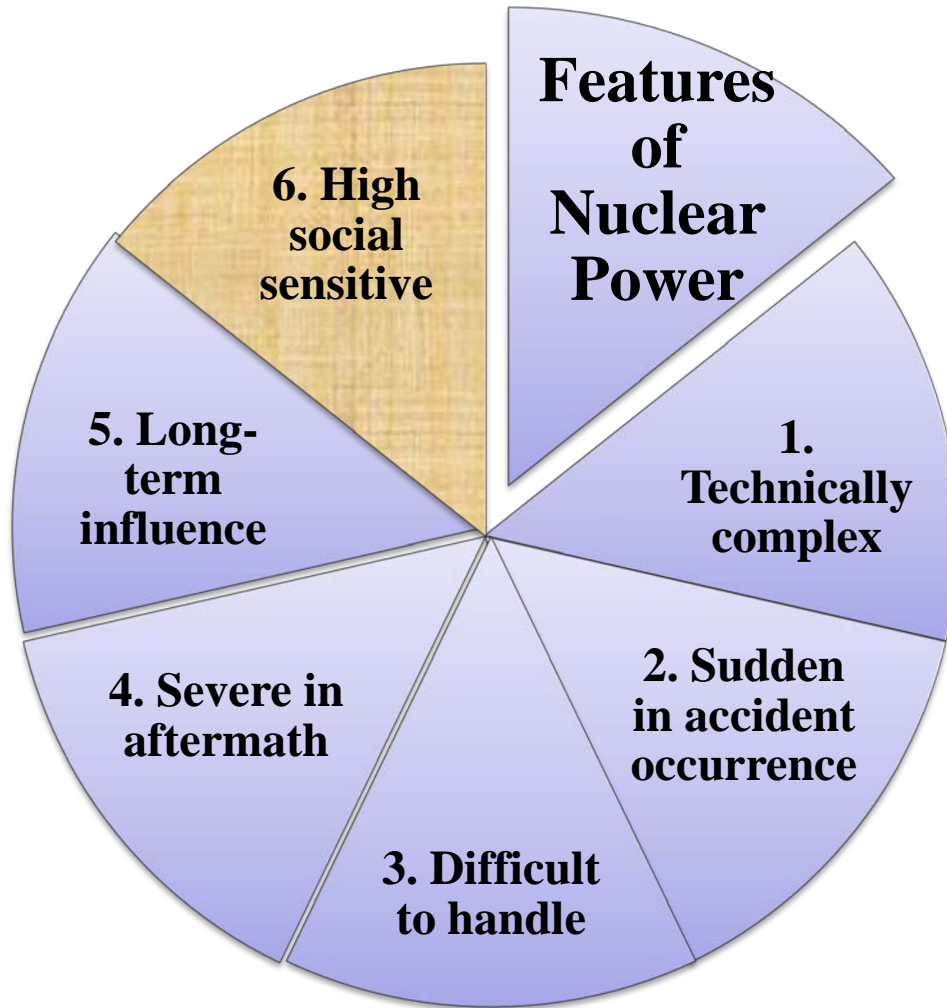 Features
of
Nuclear
Power
1.
Technically
complex
2. Sudden
in accident
occurrence
3. Difficult
to handle
4. Severe in
aftermath
5. Long-
term
influence
6. High
social
sensitive